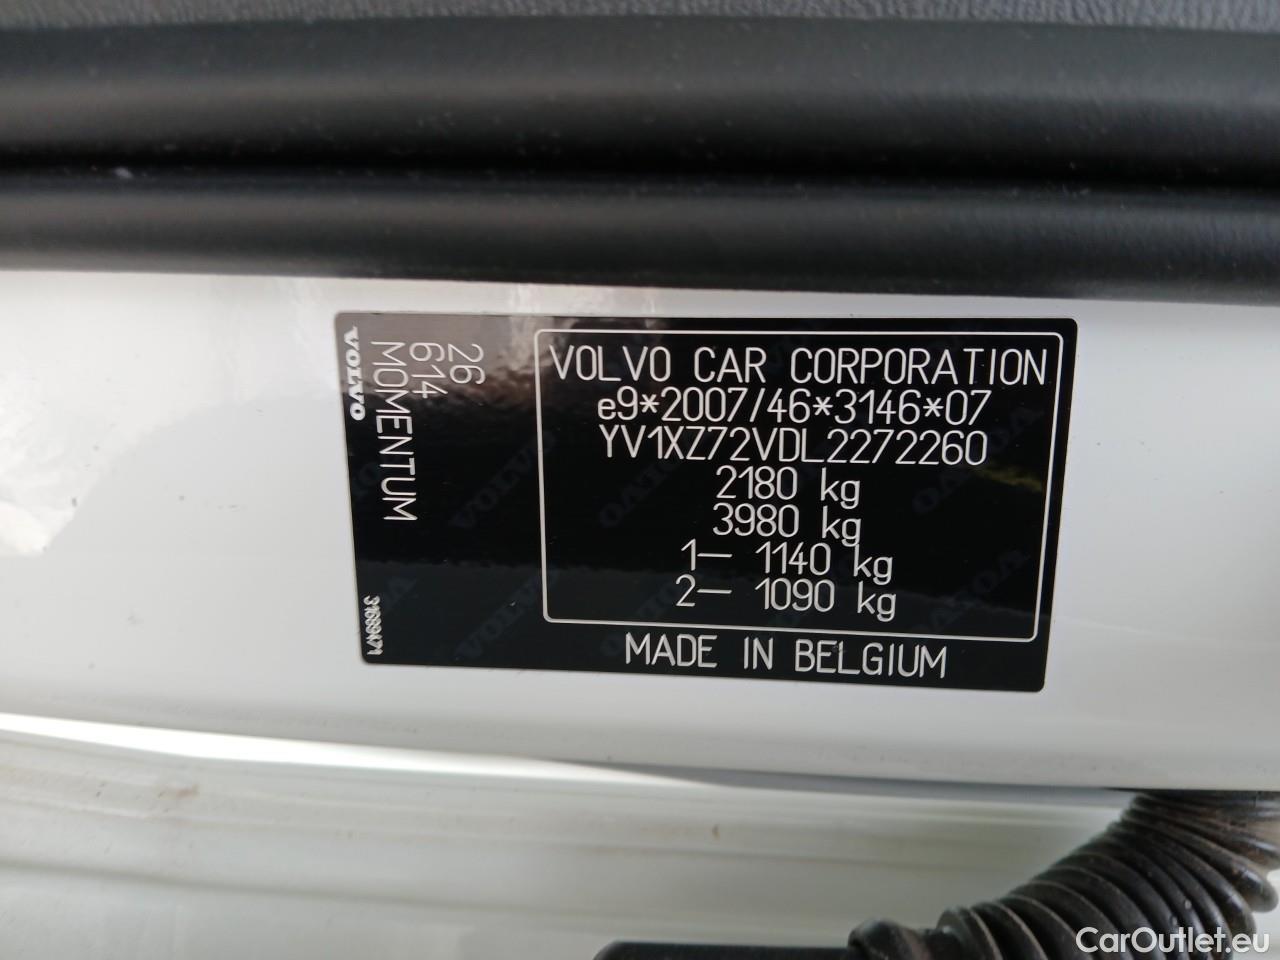 VOLVO
26
614
MOMENTUM
31689471
VOLVO CAR CORPORATION
e9*2007/46*3146*07
YV1XZ72VDL2272260
2180 kg
3980 kg
1— 1140 kg
2— 1090 kg
MADE IN BELGIUM
CarOutlet.eu